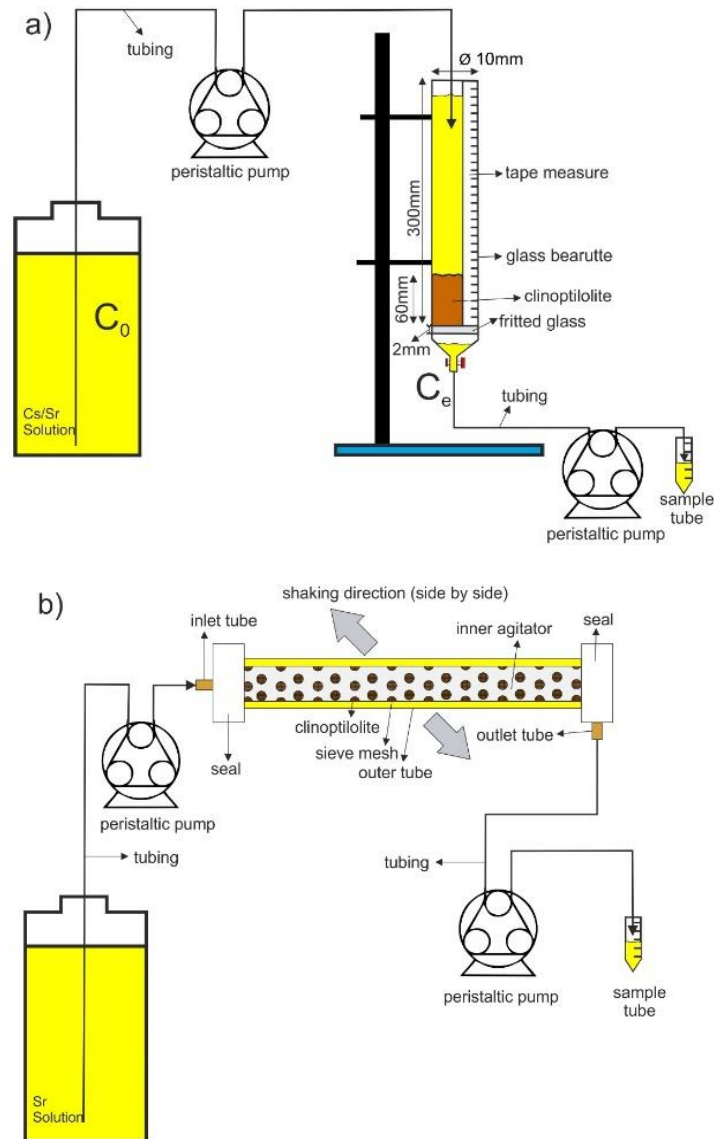 a)
tubing
peristaltic pump
Ø 10mm
300mm
tape measure
glass bearutte
clinoptilolite
60mm
fritted glass
2mm
C0
Cs/Sr
Solution
Ce
tubing
peristaltic pump
sample
tube
b)
shaking direction (side by side)
inlet tube
inner agitator
seal
clinoptilolite
sieve mesh
outer tube
outlet tube
seal
peristaltic pump
tubing
tubing
peristaltic pump
sample
tube
Sr
Solution